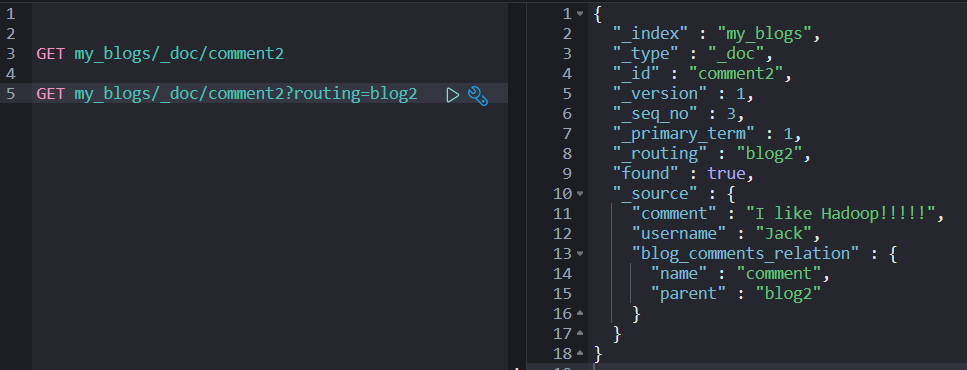 1
2
3 GET my_blogs/_doc/comment2
4
5 GET my_blogs/_doc/comment2?routing=blog2
1 {
2 "_index" : "my_blogs",
3 "_type" : "_doc",
4 "_id" : "comment2",
5 "_version" : 1,
6 "_seq_no" : 3,
7 "_primary_term" : 1,
8 "_routing" : "blog2",
9 "found" : true,
10 "_source" : {
11 "comment" : "I like Hadoop!!!!!",
12 "username" : "Jack",
13 "blog_comments_relation" : {
14 "name" : "comment",
15 "parent" : "blog2"
16 }
17 }
18 }